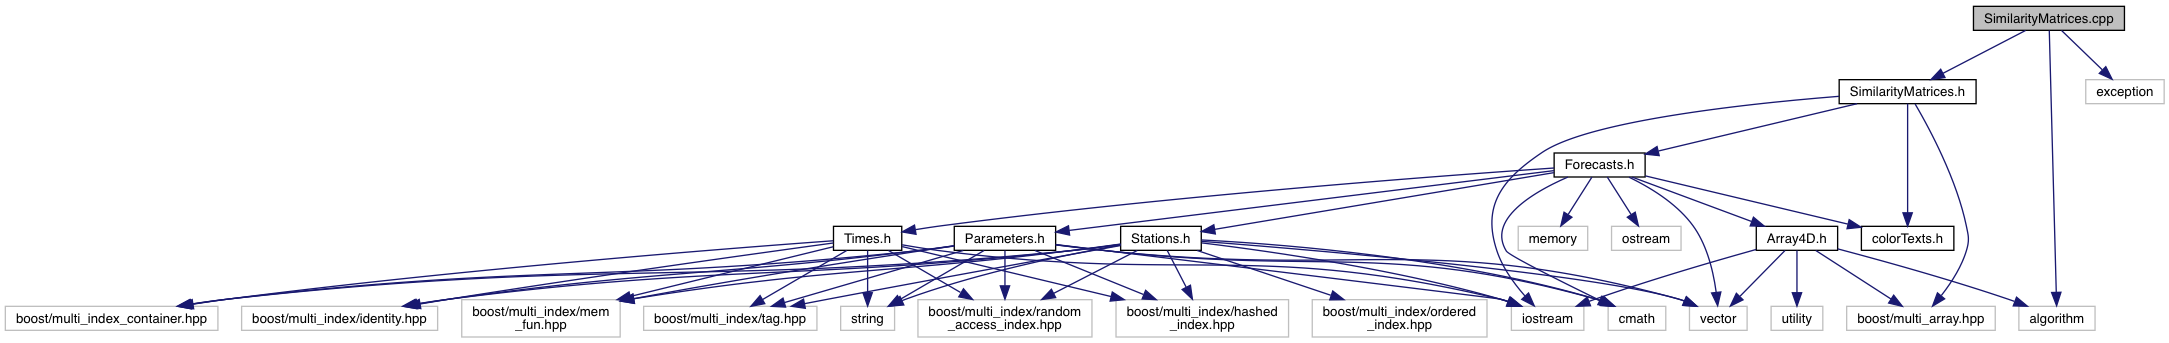 SimilarityMatrices.cpp
SimilarityMatrices.h
exception
Forecasts.h
Times.h
Parameters.h
Stations.h
memory
ostream
Array4D.h
colorTexts.h
boost/multi_index_container.hpp
boost/multi_index/identity.hpp
boost/multi_index/mem
_fun.hpp
boost/multi_index/tag.hpp
string
boost/multi_index/random
_access_index.hpp
boost/multi_index/hashed
_index.hpp
boost/multi_index/ordered
_index.hpp
iostream
cmath
vector
utility
boost/multi_array.hpp
algorithm